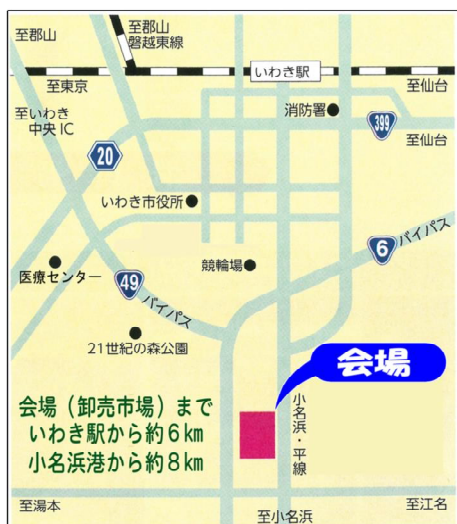 至郡山
至郡山
磐越東線
いわき駅
至東京
至仙台
至いわき
中央IC
消防署
399
至仙台
20
いわき市役所
6
バイパス
医療センター
49
バイパス
競輪場
21世紀の森公園
会場
会場（卸売市場）まで
いわき駅から約6km
小名浜港から約8km
小名浜・平線
至湯本
至小名浜
至江名